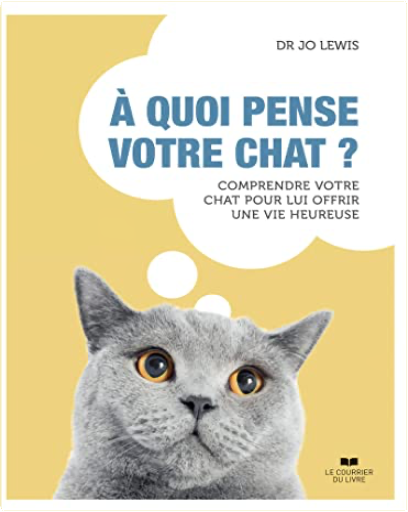 DR JO LEWIS
À QUOI PENSE
VOTRE CHAT ?
COMPRENDRE VOTRE
CHAT POUR LUI OFFRIR
UNE VIE HEUREUSE
LE COURRIER
DU LIVRE